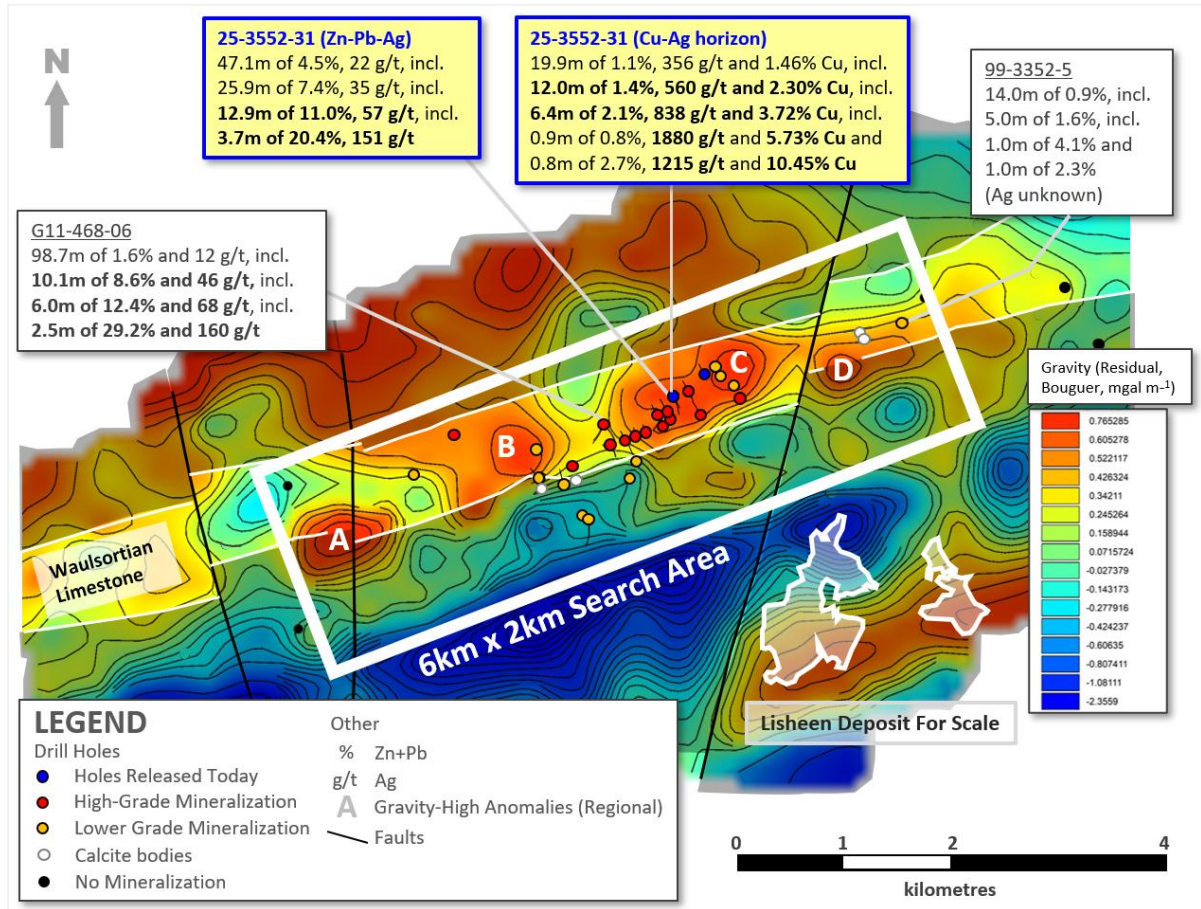 N
25-3552-31 (Zn-Pb-Ag)
47.1m of 4.5%, 22 g/t, incl.
25.9m of 7.4%, 35 g/t, incl.
12.9m of 11.0%, 57 g/t, incl.
3.7m of 20.4%, 151 g/t
25-3552-31 (Cu-Ag horizon)
19.9m of 1.1%, 356 g/t and 1.46% Cu, incl.
12.0m of 1.4%, 560 g/t and 2.30% Cu, incl.
6.4m of 2.1%, 838 g/t and 3.72% Cu, incl.
0.9m of 0.8%, 1880 g/t and 5.73% Cu and
0.8m of 2.7%, 1215 g/t and 10.45% Cu
99-3352-5
14.0m of 0.9%, incl.
5.0m of 1.6%, incl.
1.0m of 4.1% and
1.0m of 2.3%
(Ag unknown)
G11-468-06
98.7m of 1.6% and 12 g/t, incl.
10.1m of 8.6% and 46 g/t, incl.
6.0m of 12.4% and 68 g/t, incl.
2.5m of 29.2% and 160 g/t
A
B
C
D
Waulsortian
Limestone
6km x 2km Search Area
Gravity (Residual,
Bouguer, mgal m-1)
0.765285
0.605278
0.522117
0.426324
0.34211
0.245264
0.158944
0.0715724
-0.027379
-0.143173
-0.277916
-0.424237
-0.60635
-0.807411
-1.08111
-2.3559
Lisheen Deposit For Scale
LEGEND
Drill Holes
Holes Released Today
High-Grade Mineralization
Lower Grade Mineralization
Calcite bodies
No Mineralization
Other
% Zn+Pb
g/t Ag
A Gravity-High Anomalies (Regional)
Faults
0 1 2 4
kilometres